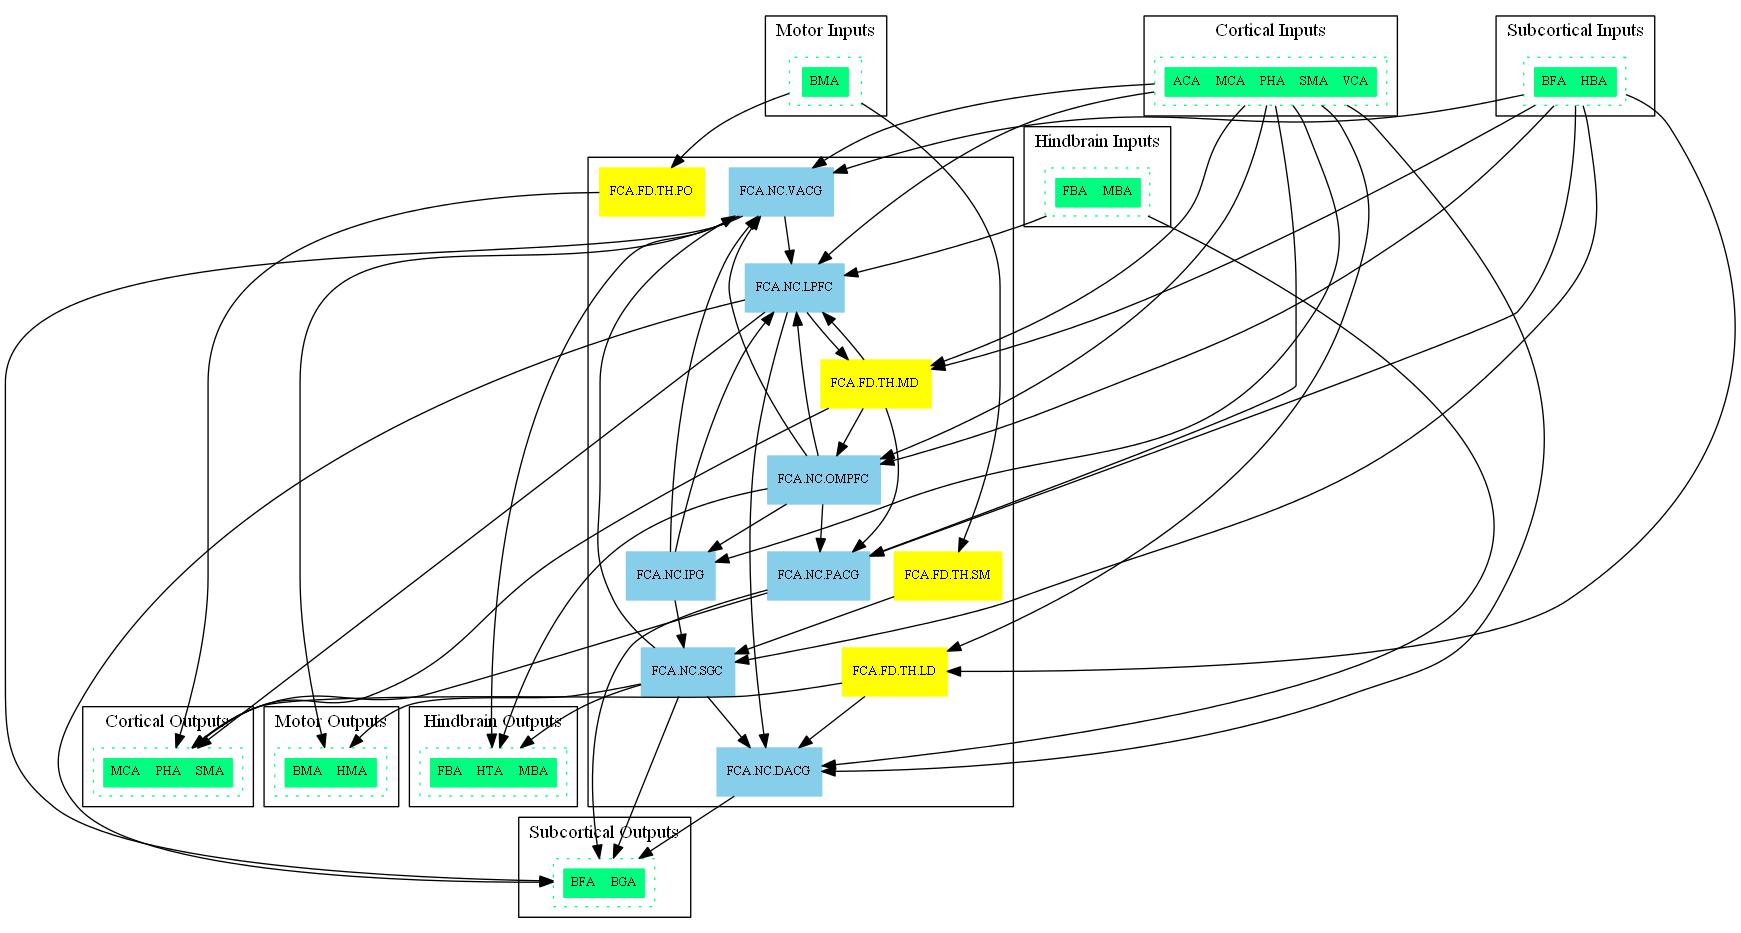 Motor Inputs
BMA
Cortical Inputs
ACA MCA PHA SMA VCA
Subcortical Inputs
BFA HBA
Hindbrain Inputs
FBA MBA
FCA.FD.TH.PO
FCA.NC.VACG
FCA.NC.LPFC
FCA.FD.TH.MD
FCA.NC.OMPFC
FCA.NC.IPG
FCA.NC.PACG
FCA.FD.TH.SM
FCA.NC.SGC
FCA.FD.TH.LD
Cortical Outputs
MCA PHA SMA
Motor Outputs
BMA HMA
Hindbrain Outputs
FBA HTA MBA
FCA.NC.DACG
Subcortical Outputs
BFA BGA